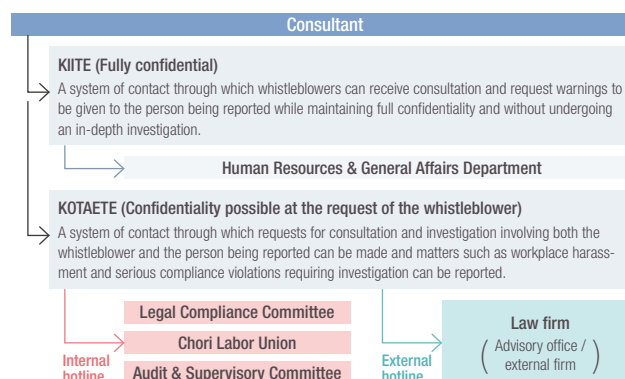 Consultant
KIITE (Fully confidential)
A system of contact through which whistleblowers can receive consultation and request warnings to
be given to the person being reported while maintaining full confidentiality and without undergoing
an in-depth investigation.
Human Resources & General Affairs Department
KOTAETE (Confidentiality possible at the request of the whistleblower)
A system of contact through which requests for consultation and investigation involving both the
whistleblower and the person being reported can be made and matters such as workplace harass-
ment and serious compliance violations requiring investigation can be reported.
Internal
hotline
Legal Compliance Committee
Chori Labor Union
Audit & Supervisory Committee
External
hotline
Law firm
(Advisory office /
external firm)